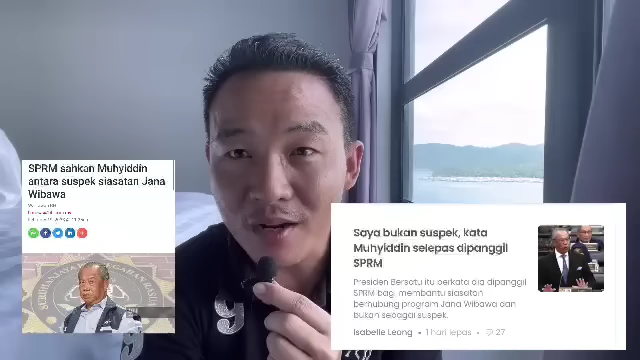 SPRM sahkan Muhyiddin
antara suspek siasatan Jana
Wibawa
Saya bukan suspek, kata
Muhyiddin selepas dipanggil
SPRM
Presiden Bersatu itu berkata dia dipanggil
SPRM bagi membantu siasatan
berhubung program Jana Wibawa dan
bukan sebagai suspek.
Isabelle Leong • 1 hari lepas • 27
9